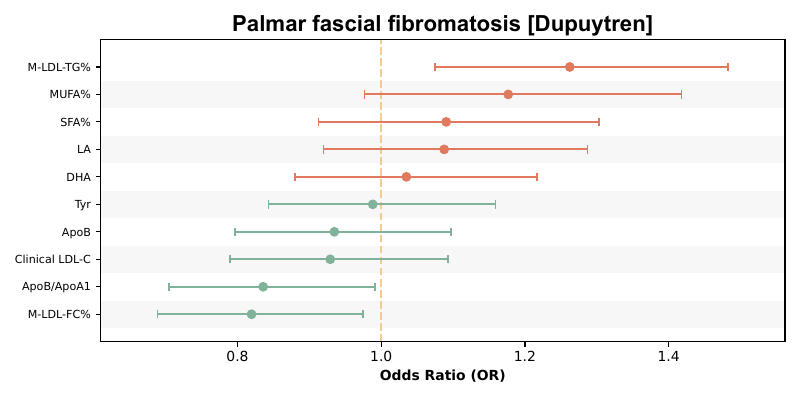 Palmar fascial fibromatosis [Dupuytren]
M-LDL-TG%
MUFA%
SFA%
LA
DHA
Tyr
ApoB
Clinical LDL-C
ApoB/ApoA1
M-LDL-FC%
0.8 1.0 1.2 1.4
Odds Ratio (OR)